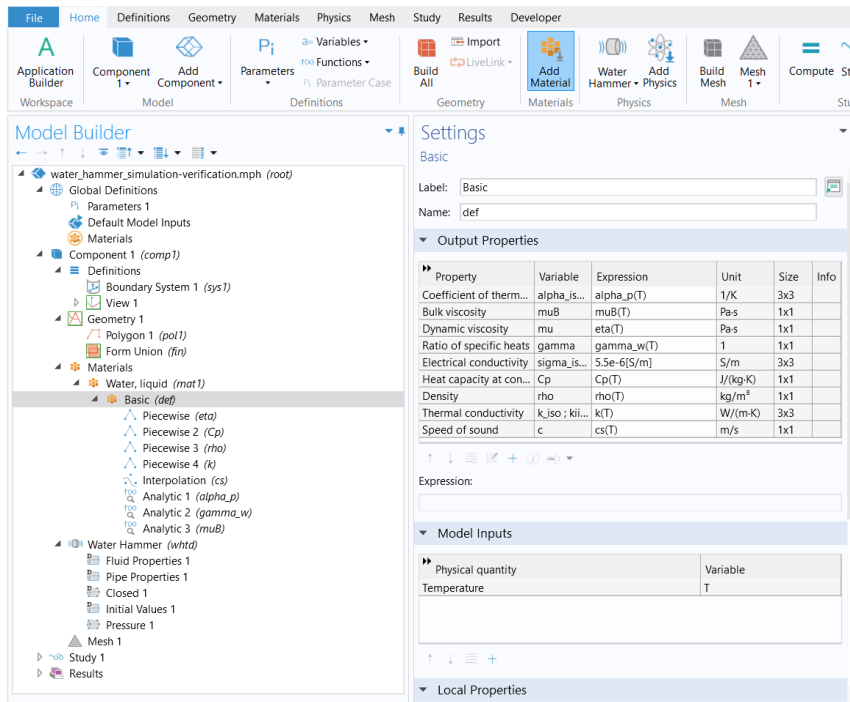 File Home Definitions Geometry Materials Physics Mesh Study Results Developer
A Pi a= Variables Import
f(x) Functions LiveLink
Pi Parameter Case
Application Builder
Component 1
Add Component
Parameters
Build All
Add Material
Water Hammer
Add Physics
Build Mesh
Mesh 1
Compute
Workspace Model Definitions Geometry Materials Physics Mesh
Model Builder
water_hammer_simulation-verification.mph (root)
Global Definitions
Pi Parameters 1
Default Model Inputs
Materials
Component 1 (comp1)
Definitions
Boundary System 1 (sys1)
View 1
Geometry 1
Polygon 1 (pol1)
Form Union (fin)
Materials
Water, liquid (mat1)
Basic (def)
Piecewise (eta)
Piecewise 2 (Cp)
Piecewise 3 (rho)
Piecewise 4 (k)
Interpolation (cs)
Analytic 1 (alpha_p)
Analytic 2 (gamma_w)
Analytic 3 (muB)
Water Hammer (whtd)
Fluid Properties 1
Pipe Properties 1
Closed 1
Initial Values 1
Pressure 1
Mesh 1
Study 1
Results
Settings
Basic
Label: Basic
Name: def
Output Properties
Property Variable Expression Unit Size Info
Coefficient of therm... alpha_is... alpha_p(T) 1/K 3x3
Bulk viscosity muB muB(T) Pa·s 1x1
Dynamic viscosity mu eta(T) Pa·s 1x1
Ratio of specific heats gamma gamma_w(T) 1 1x1
Electrical conductivity sigma_is... 5.5e-6[S/m] S/m 3x3
Heat capacity at con... Cp Cp(T) J/(kg·K) 1x1
Density rho rho(T) kg/m³ 1x1
Thermal conductivity k_iso ; kii... k(T) W/(m·K) 3x3
Speed of sound c cs(T) m/s 1x1
Expression:
Model Inputs
Physical quantity Variable
Temperature T
Local Properties